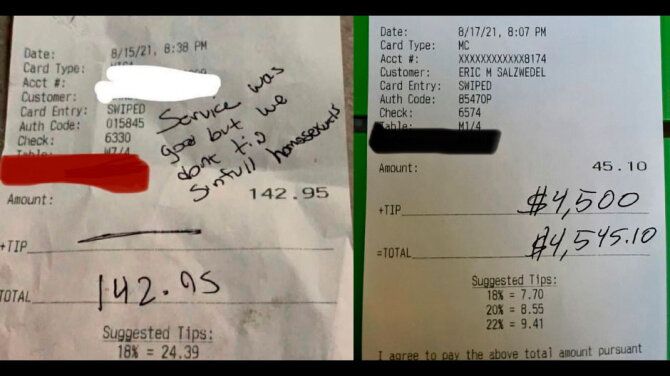 Date: 8/15/21, 8:38 PM
Card Type:
Acct #:
Customer:
Card Entry: SWIPED
Auth Code: 015845
Check: 6330
Service was
good but we
dont tip
sinfull homosexuals
Amount: 142.95
+TIP
TOTAL 142.95
Suggested Tips:
18% = 24.39
Date: 8/17/21, 8:07 PM
Card Type: MC
Acct #: XXXXXXXXXXXX8174
Customer: ERIC M SALZWEDEL
Card Entry: SWIPED
Auth Code: 85470P
Check: 6574
Table: M1/4
Amount: 45.10
+TIP $4,500
=TOTAL $4,545.10
Suggested Tips:
18% = 7.70
20% = 8.55
22% = 9.41
I agree to pay the above total amount pursuant